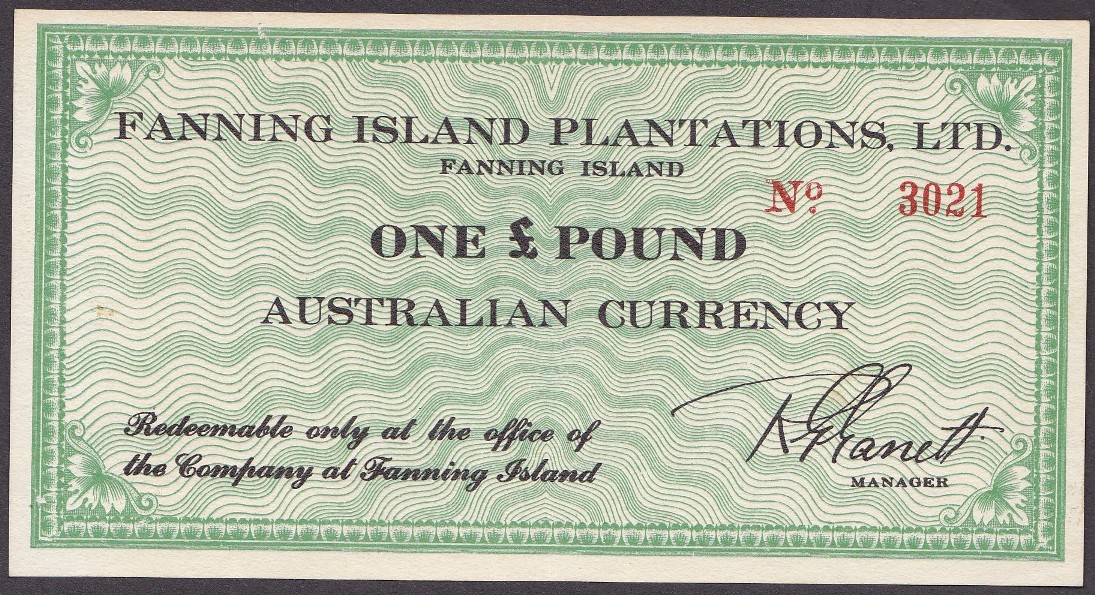 FANNING ISLAND PLANTATIONS, LTD.
FANNING ISLAND
Nº 3021
ONE £ POUND
AUSTRALIAN CURRENCY
Redeemable only at the office of
the Company at Fanning Island
MANAGER